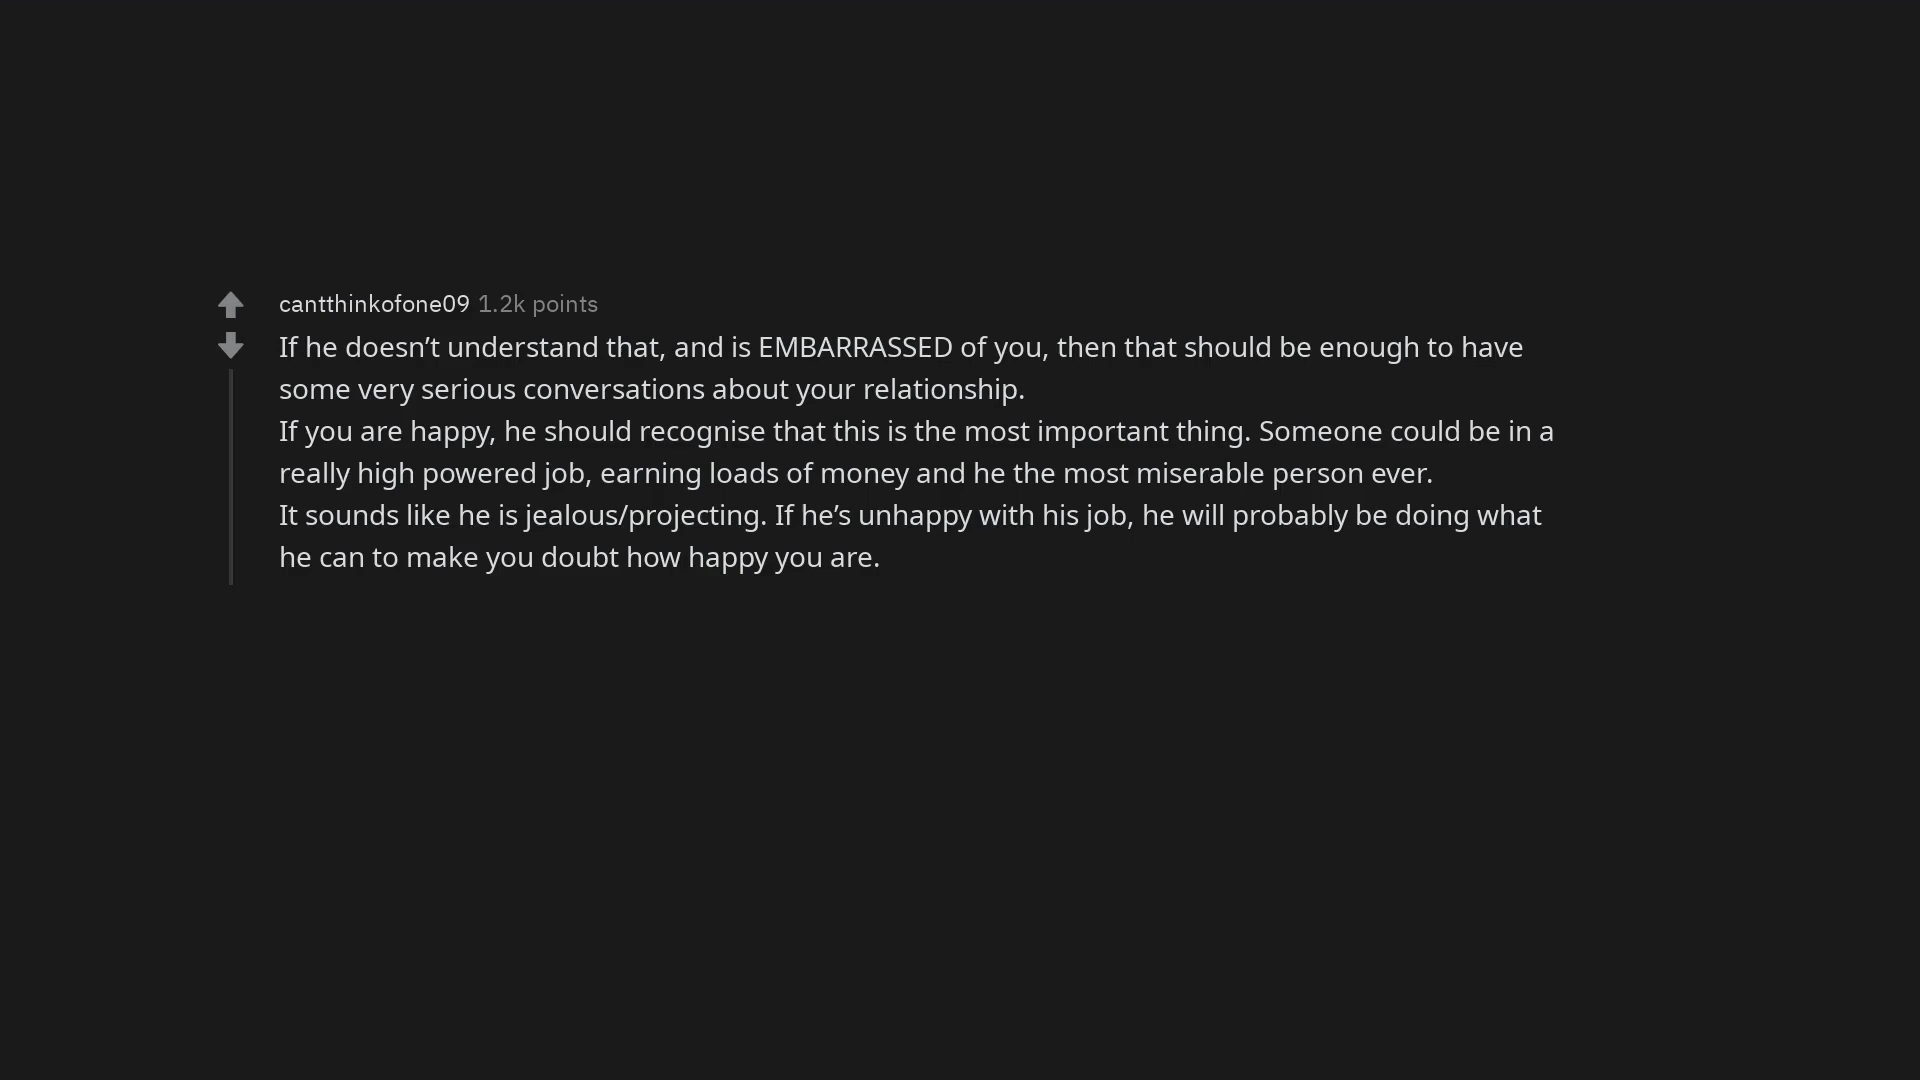 cantthinkofone09 1.2k points
If he doesn’t understand that, and is EMBARRASSED of you, then that should be enough to have
some very serious conversations about your relationship.
If you are happy, he should recognise that this is the most important thing. Someone could be in a
really high powered job, earning loads of money and he the most miserable person ever.
It sounds like he is jealous/projecting. If he’s unhappy with his job, he will probably be doing what
he can to make you doubt how happy you are.